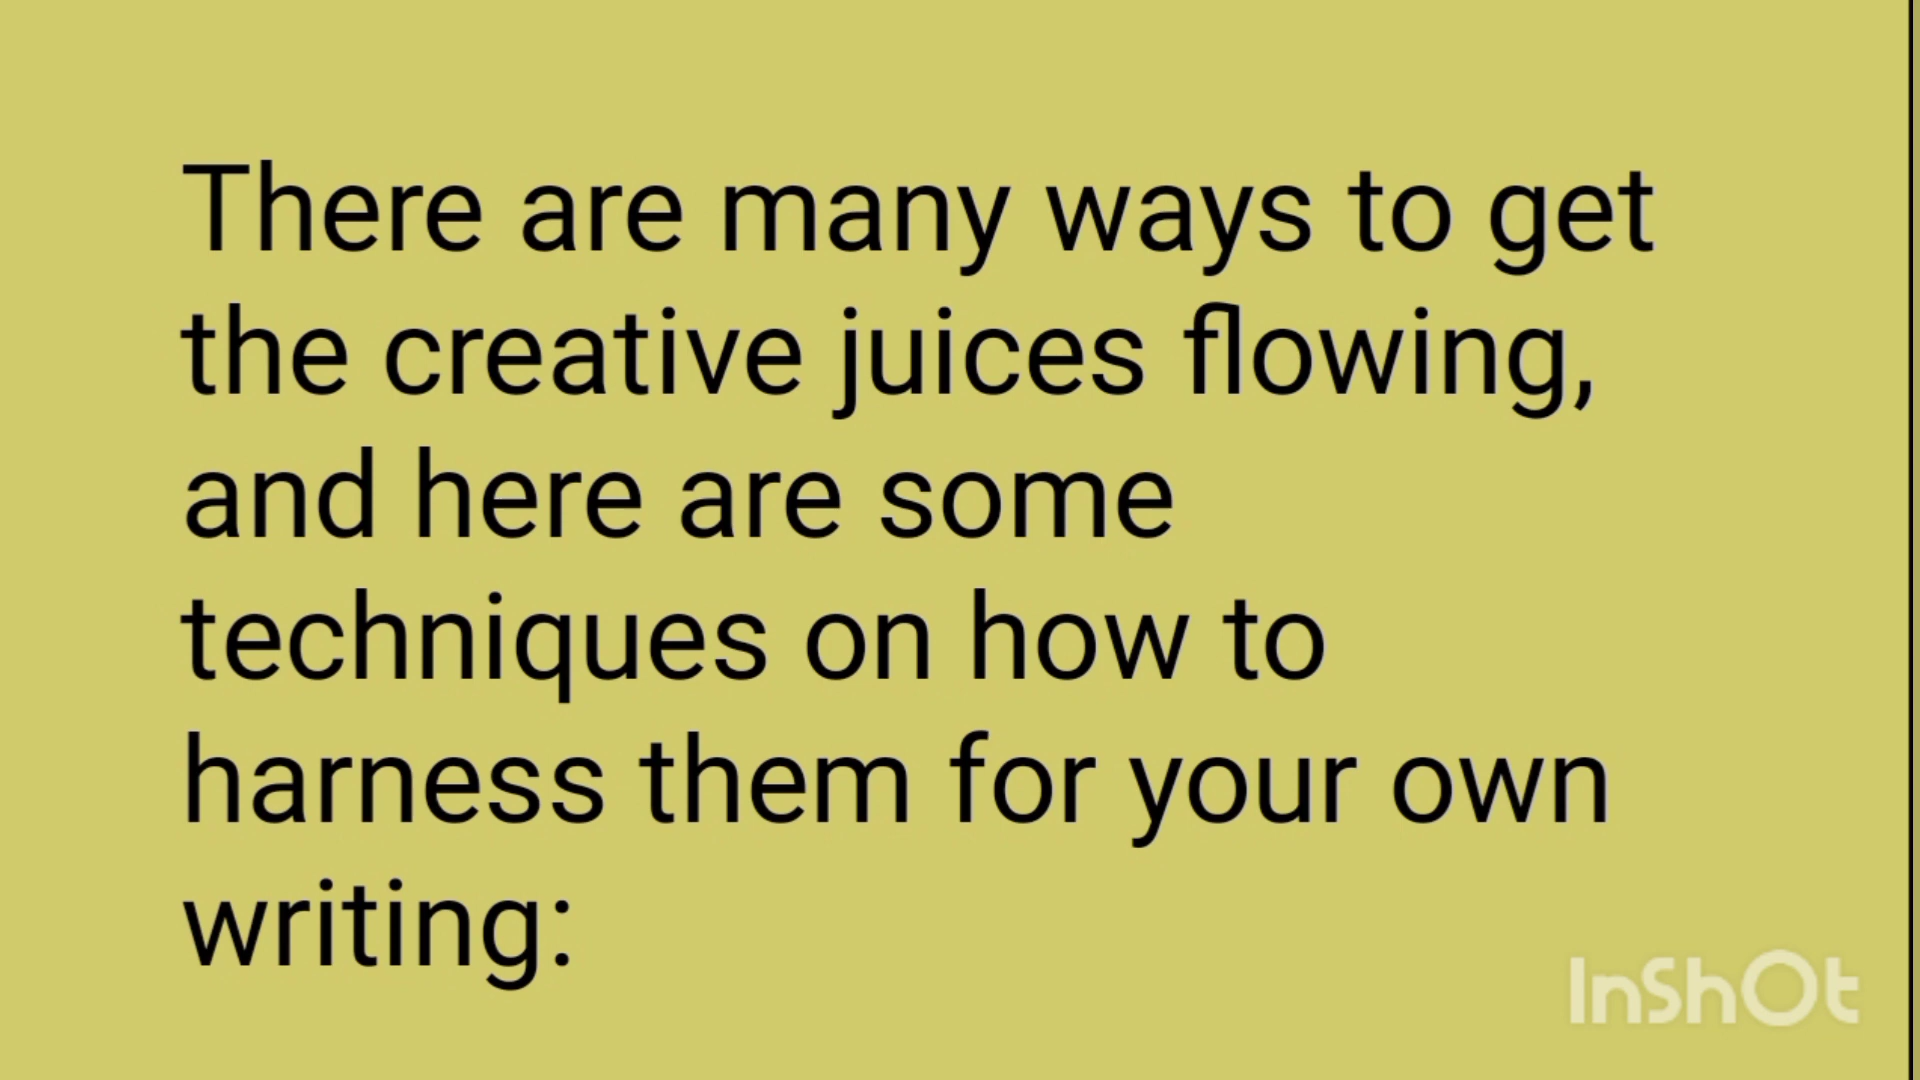 There are many ways to get
the creative juices flowing,
and here are some
techniques on how to
harness them for your own
writing:
InShOt